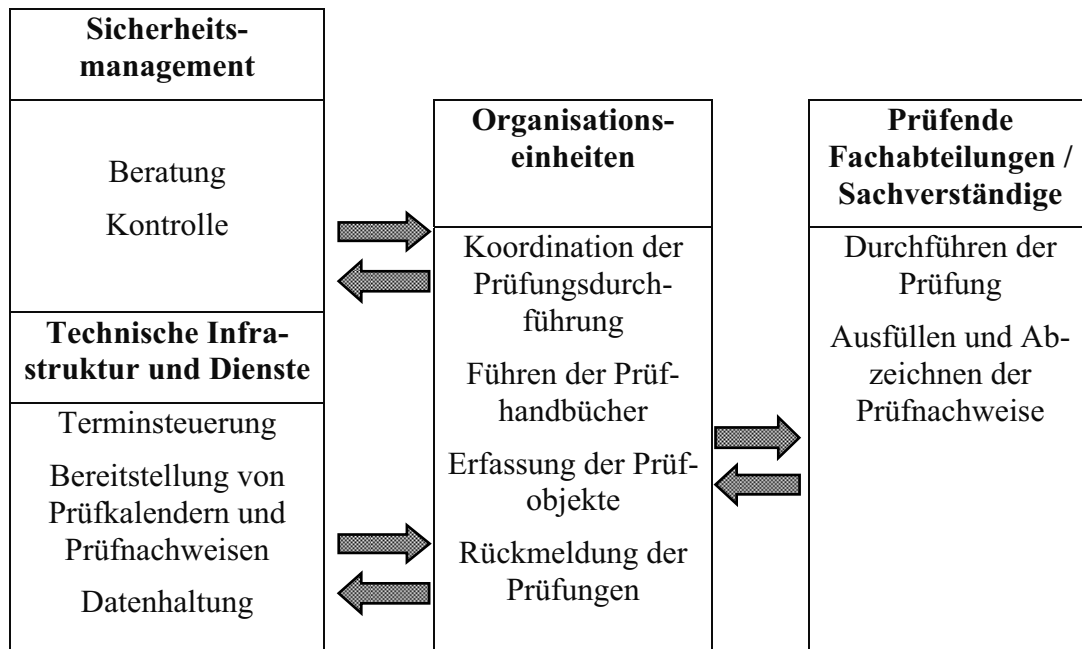 Sicherheits-
management
Beratung
Kontrolle
Technische Infra-
struktur und Dienste
Terminsteuerung
Bereitstellung von
Prüfkalendern und
Prüfnachweisen
Datenhaltung
Organisations-
einheiten
Koordination der
Prüfungsdurch-
führung
Führen der Prüf-
handbücher
Erfassung der Prüf-
objekte
Rückmeldung der
Prüfungen
Prüfende
Fachabteilungen /
Sachverständige
Durchführen der
Prüfung
Ausfüllen und Ab-
zeichnen der
Prüfnachweise